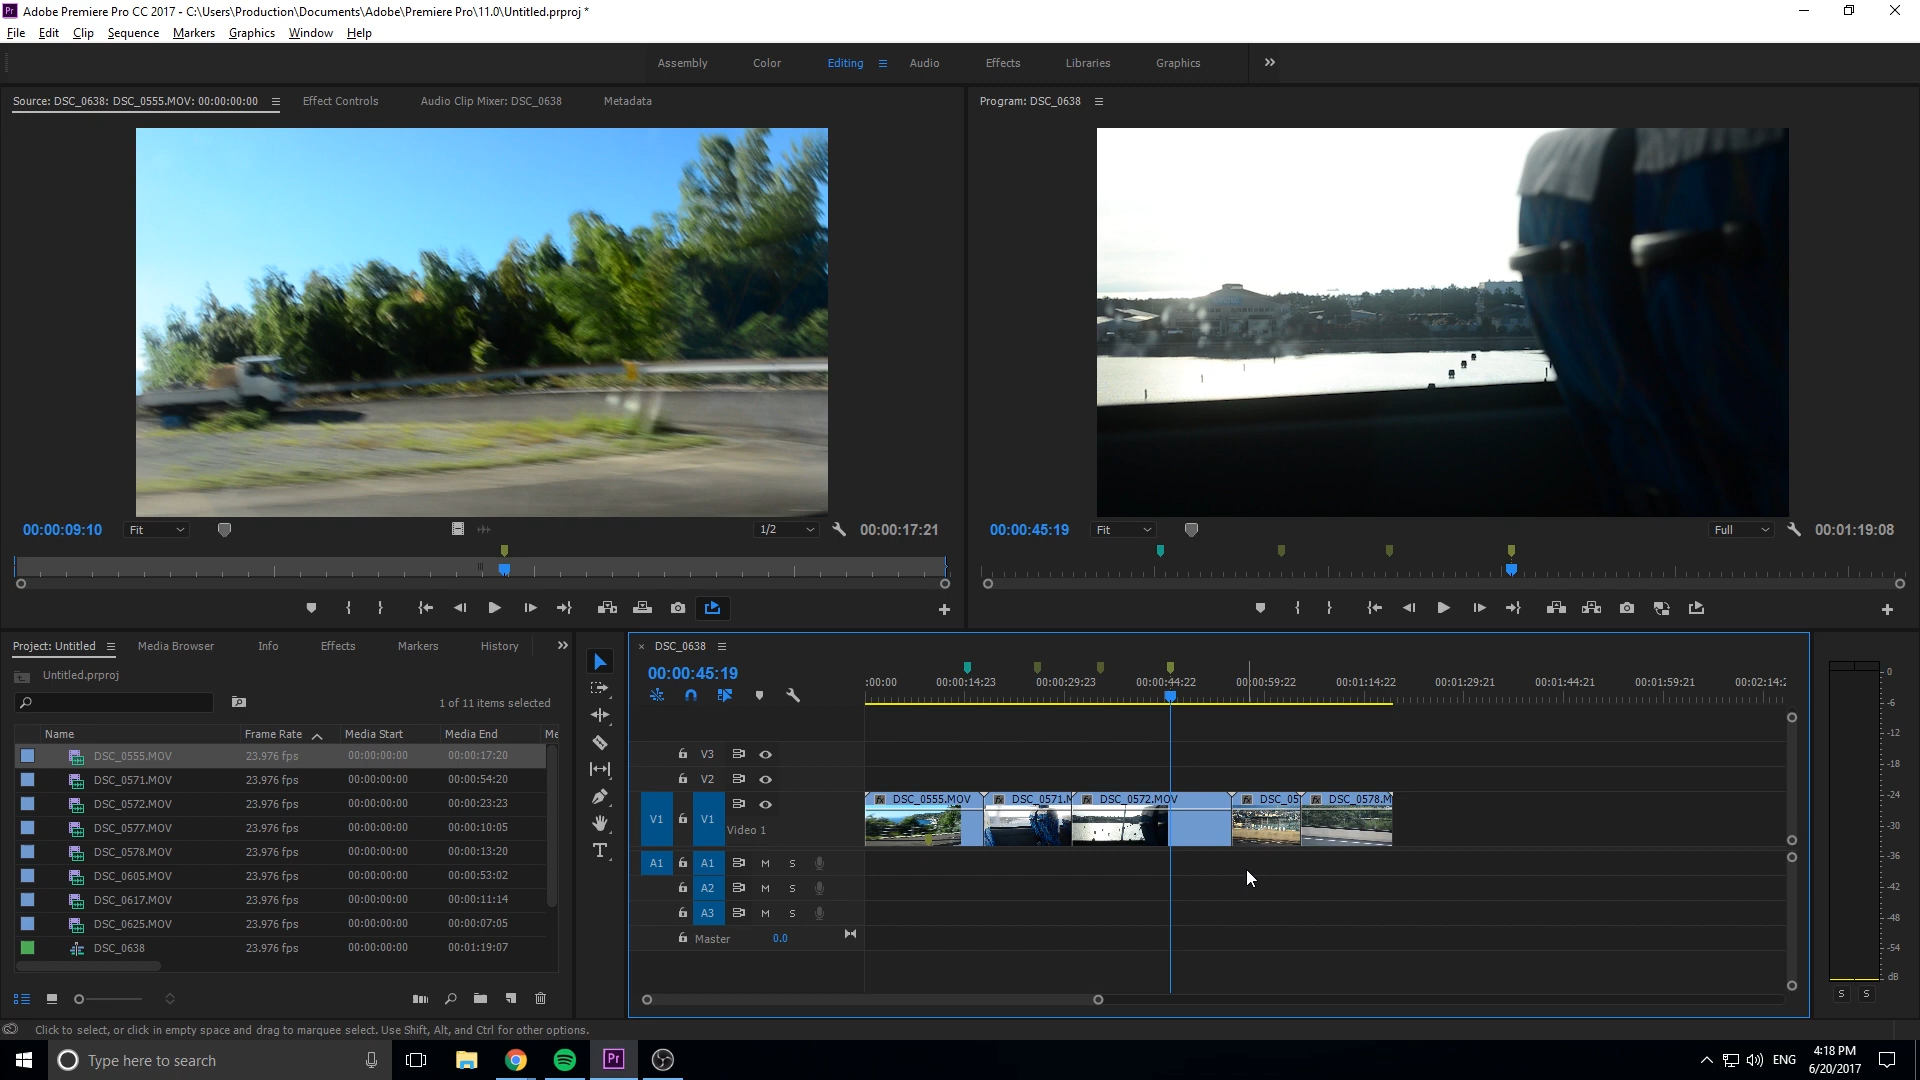 Adobe Premiere Pro CC 2017 - C:\Users\Production\Documents\Adobe\Premiere Pro\11.0\Untitled.prproj *
File Edit Clip Sequence Markers Graphics Window Help
Assembly Color Editing Audio Effects Libraries Graphics
Source: DSC_0638: DSC_0555.MOV: 00:00:00:00 Effect Controls Audio Clip Mixer: DSC_0638 Metadata
Program: DSC_0638
00:00:09:10 Fit 1/2 00:00:17:21
00:00:45:19 Fit Full 00:01:19:08
Project: Untitled Media Browser Info Effects Markers History
Untitled.prproj
1 of 11 items selected
Name Frame Rate Media Start Media End Me
DSC_0555.MOV 23.976 fps 00:00:00:00 00:00:17:20
DSC_0571.MOV 23.976 fps 00:00:00:00 00:00:54:20
DSC_0572.MOV 23.976 fps 00:00:00:00 00:00:23:23
DSC_0577.MOV 23.976 fps 00:00:00:00 00:00:10:05
DSC_0578.MOV 23.976 fps 00:00:00:00 00:00:13:20
DSC_0605.MOV 23.976 fps 00:00:00:00 00:00:53:02
DSC_0617.MOV 23.976 fps 00:00:00:00 00:00:11:14
DSC_0625.MOV 23.976 fps 00:00:00:00 00:00:07:05
DSC_0638 23.976 fps 00:00:00:00 00:01:19:07
× DSC_0638
00:00:45:19
:00:00 00:00:14:23 00:00:29:23 00:00:44:22 00:00:59:22 00:01:14:22 00:01:29:21 00:01:44:21 00:01:59:21 00:02:14:2
V3
V2
V1 V1 Video 1
fx DSC_0555.MOV fx DSC_0571.M fx DSC_0572.MOV fx DSC_05 fx DSC_0578.M
A1 A1 M S
A2 M S
A3 M S
Master 0.0
0
-6
-12
-18
-24
-30
-36
-42
-48
-54
dB
S S
Click to select, or click in empty space and drag to marquee select. Use Shift, Alt, and Ctrl for other options.
Type here to search
Pr
ENG
4:18 PM
6/20/2017